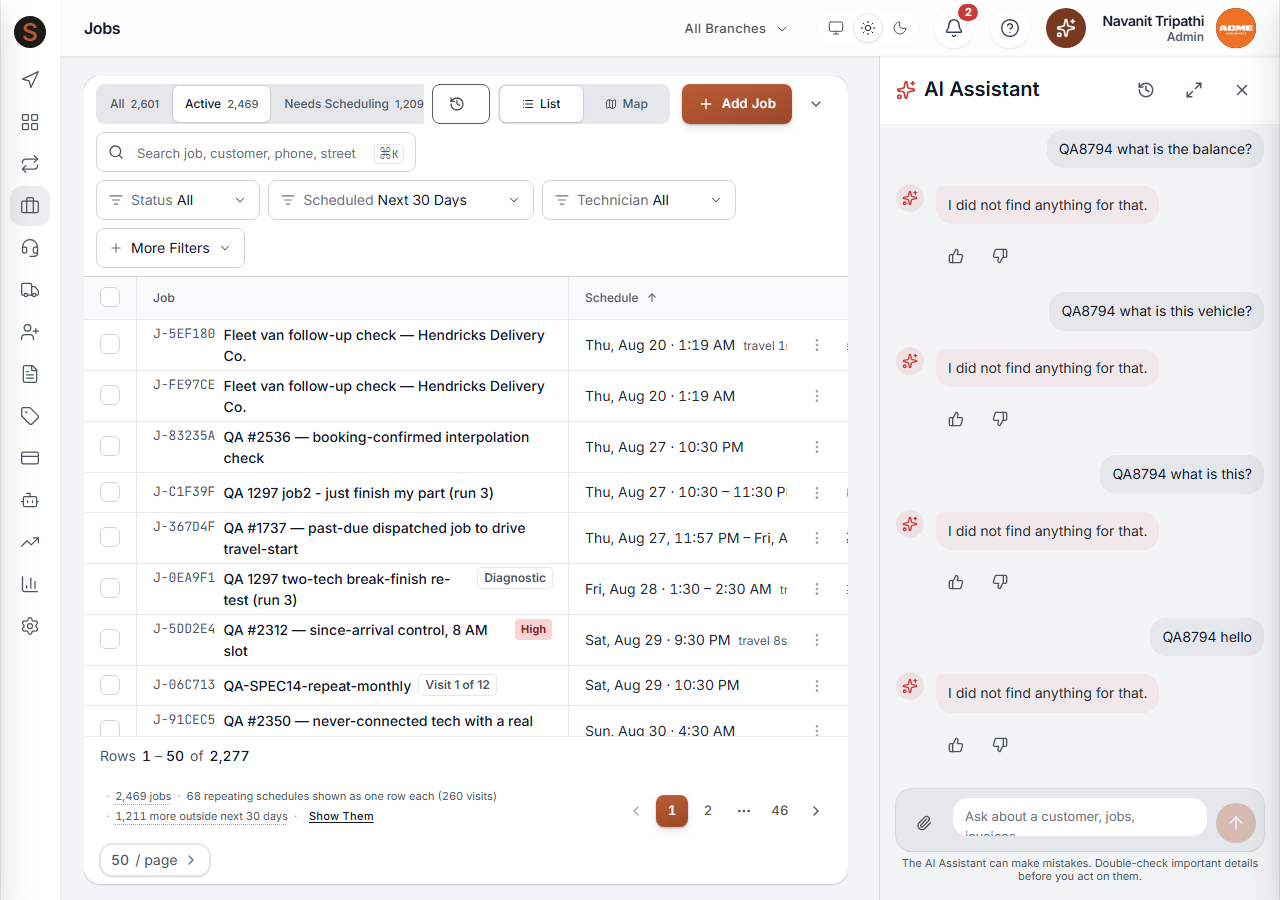 S
Jobs
All Branches
2
Navanit Tripathi
Admin
ACME
All 2,601
Active 2,469
Needs Scheduling 1,209
List
Map
Add Job
Search job, customer, phone, street
⌘K
Status All
Scheduled Next 30 Days
Technician All
More Filters
Job
Schedule
J-5EF180 Fleet van follow-up check — Hendricks Delivery
Co.
Thu, Aug 20 · 1:19 AM travel 1
J-FE97CE Fleet van follow-up check — Hendricks Delivery
Co.
Thu, Aug 20 · 1:19 AM
J-83235A QA #2536 — booking-confirmed interpolation
check
Thu, Aug 27 · 10:30 PM
J-C1F39F QA 1297 job2 - just finish my part (run 3)
Thu, Aug 27 · 10:30 – 11:30 P
J-367D4F QA #1737 — past-due dispatched job to drive
travel-start
Thu, Aug 27, 11:57 PM – Fri, A
J-0EA9F1 QA 1297 two-tech break-finish re-
test (run 3)
Diagnostic
Fri, Aug 28 · 1:30 – 2:30 AM tr
J-5DD2E4 QA #2312 — since-arrival control, 8 AM
slot
High
Sat, Aug 29 · 9:30 PM travel 8s
J-06C713 QA-SPEC14-repeat-monthly Visit 1 of 12
Sat, Aug 29 · 10:30 PM
J-91CEC5 QA #2350 — never-connected tech with a real
Sun, Aug 30 · 4:30 AM
Rows 1 – 50 of 2,277
· 2,469 jobs · 68 repeating schedules shown as one row each (260 visits)
· 1,211 more outside next 30 days · Show Them
1
2
···
46
50 / page
AI Assistant
QA8794 what is the balance?
I did not find anything for that.
QA8794 what is this vehicle?
I did not find anything for that.
QA8794 what is this?
I did not find anything for that.
QA8794 hello
I did not find anything for that.
Ask about a customer, jobs,
invoices
The AI Assistant can make mistakes. Double-check important details
before you act on them.